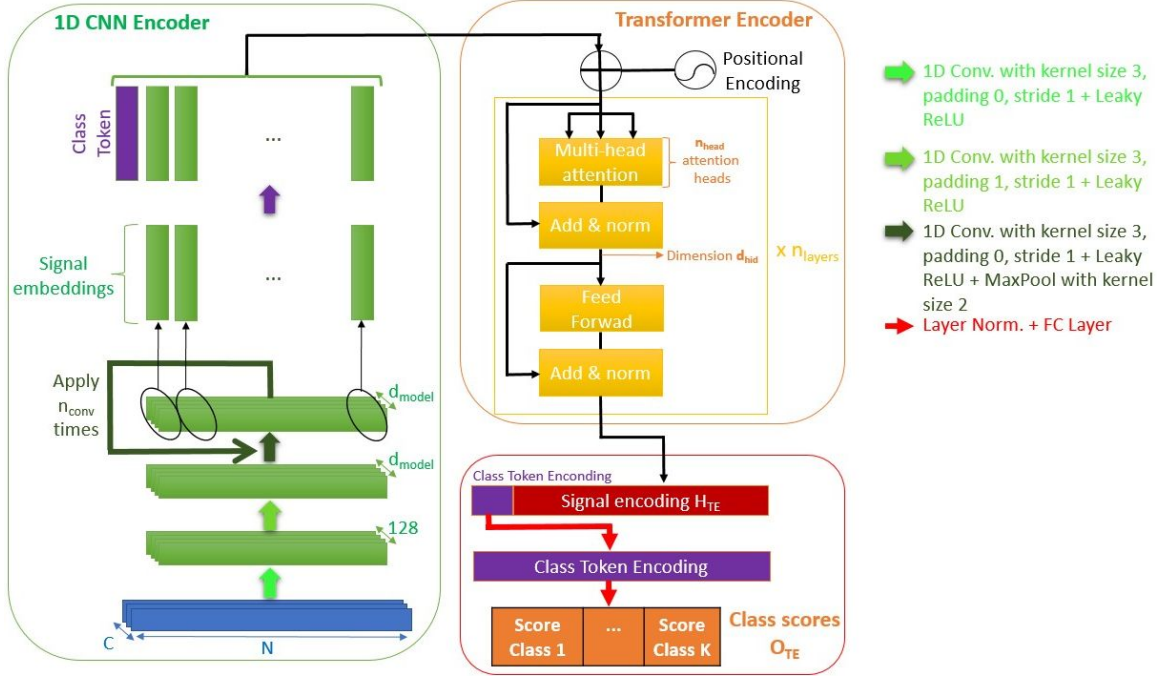 1D CNN Encoder
Class
Token
...
Signal
embeddings
...
Apply
n_conv
times
d_model
d_model
128
C
N
Transformer Encoder
Positional
Encoding
Multi-head
attention
n_head
attention
heads
Add & norm
Dimension d_hid
x n_layers
Feed
Forwad
Add & norm
Class Token Enconding
Signal encoding H_TE
Class Token Encoding
Score
Class 1
...
Score
Class K
Class scores
O_TE
1D Conv. with kernel size 3,
padding 0, stride 1 + Leaky
ReLU
1D Conv. with kernel size 3,
padding 1, stride 1 + Leaky
ReLU
1D Conv. with kernel size 3,
padding 0, stride 1 + Leaky
ReLU + MaxPool with kernel
size 2
Layer Norm. + FC Layer